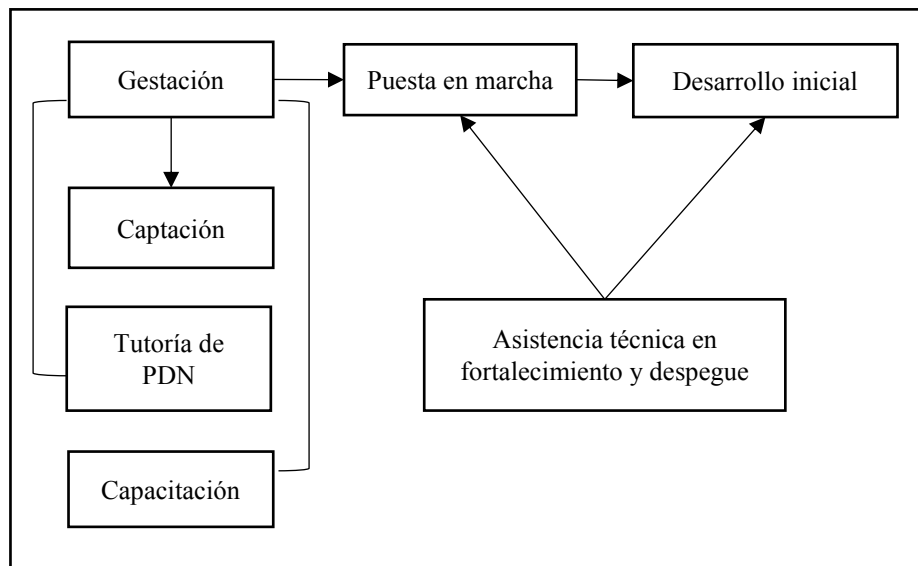 Gestación
Puesta en marcha
Desarrollo inicial
Captación
Tutoría de
PDN
Asistencia técnica en
fortalecimiento y despegue
Capacitación